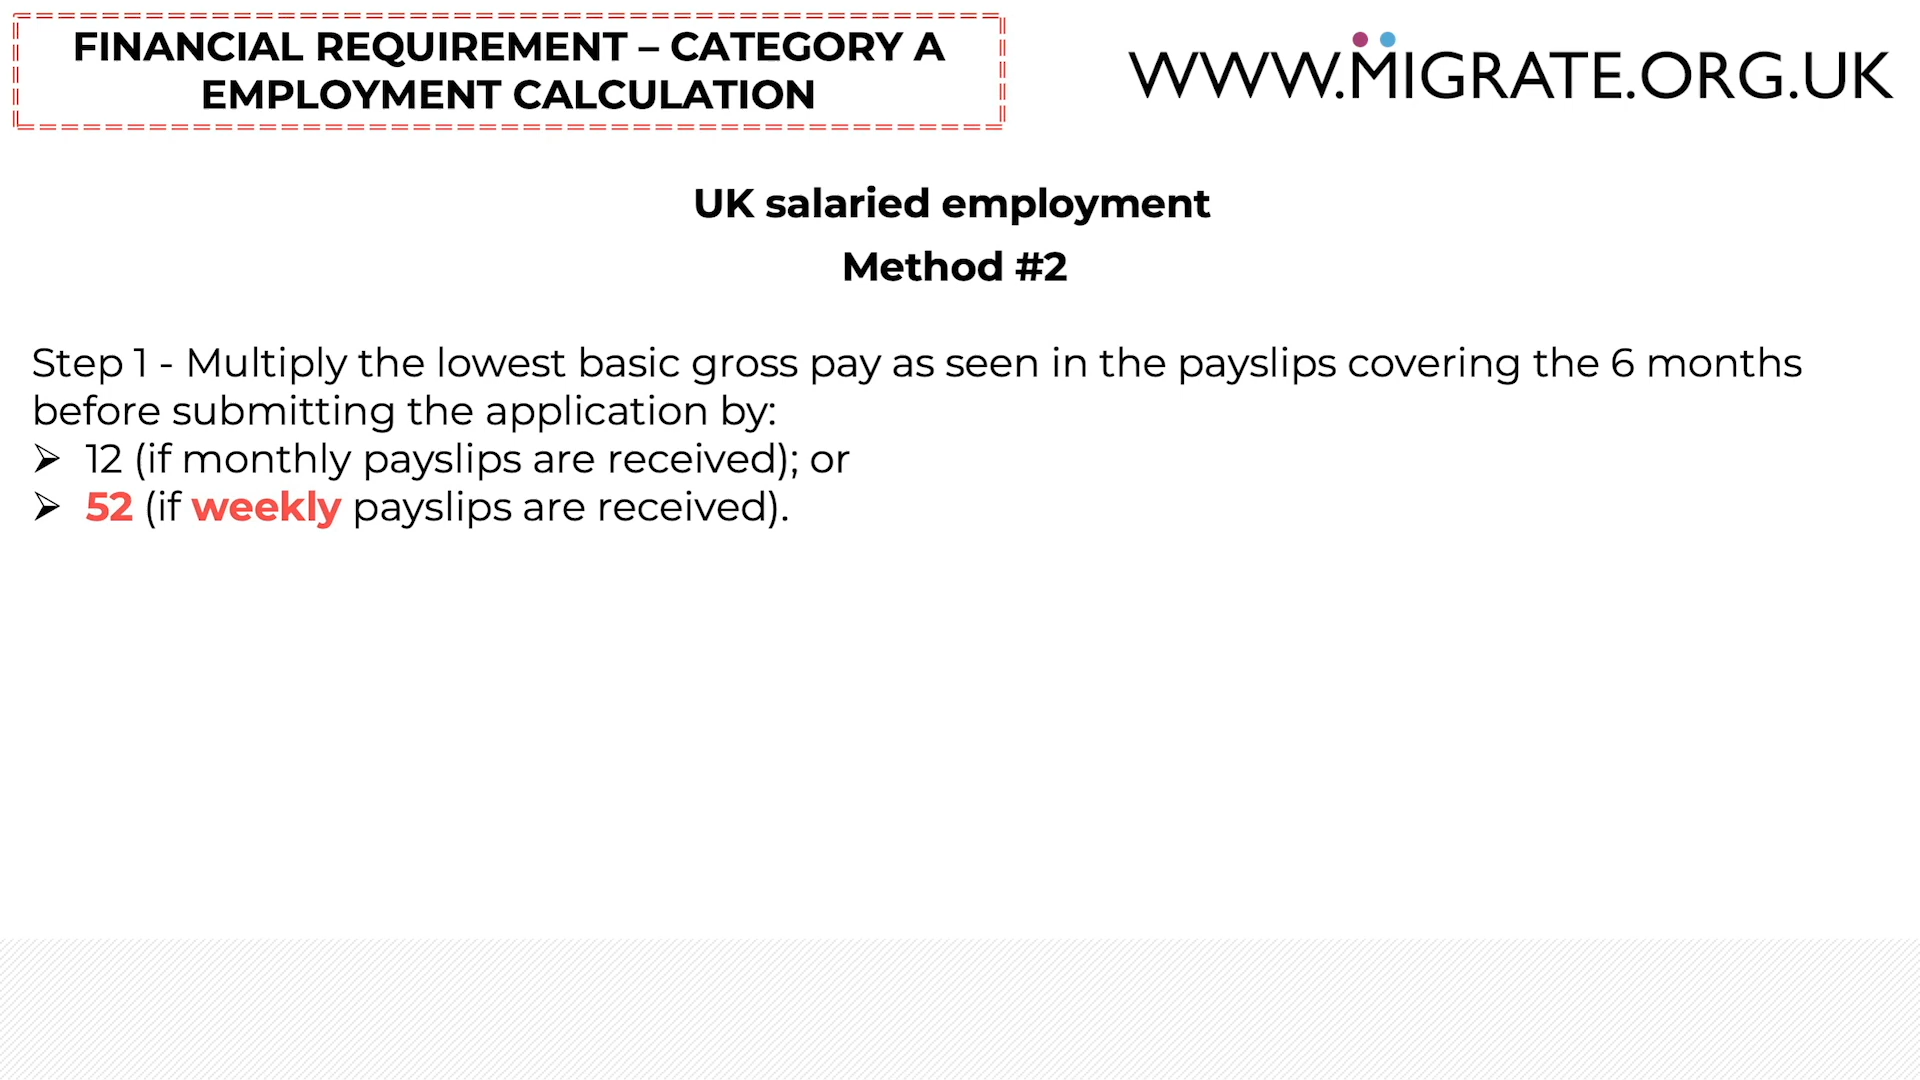 FINANCIAL REQUIREMENT – CATEGORY A
EMPLOYMENT CALCULATION
WWW.MIGRATE.ORG.UK
UK salaried employment
Method #2
Step 1 - Multiply the lowest basic gross pay as seen in the payslips covering the 6 months
before submitting the application by:
➢ 12 (if monthly payslips are received); or
➢ 52 (if weekly payslips are received).